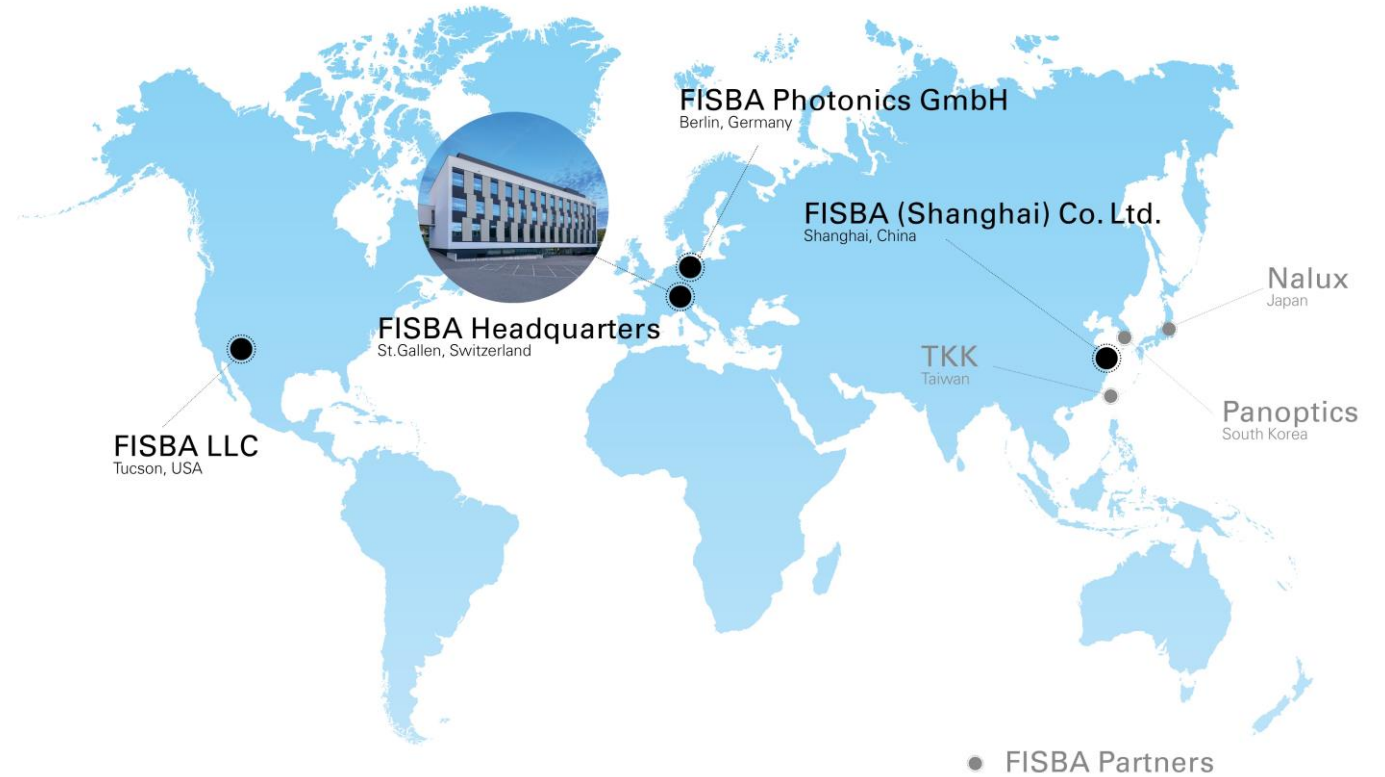 FISBA Photonics GmbH
Berlin, Germany
FISBA (Shanghai) Co. Ltd.
Shanghai, China
Nalux
Japan
FISBA Headquarters
St.Gallen, Switzerland
TKK
Taiwan
Panoptics
South Korea
FISBA LLC
Tucson, USA
FISBA Partners